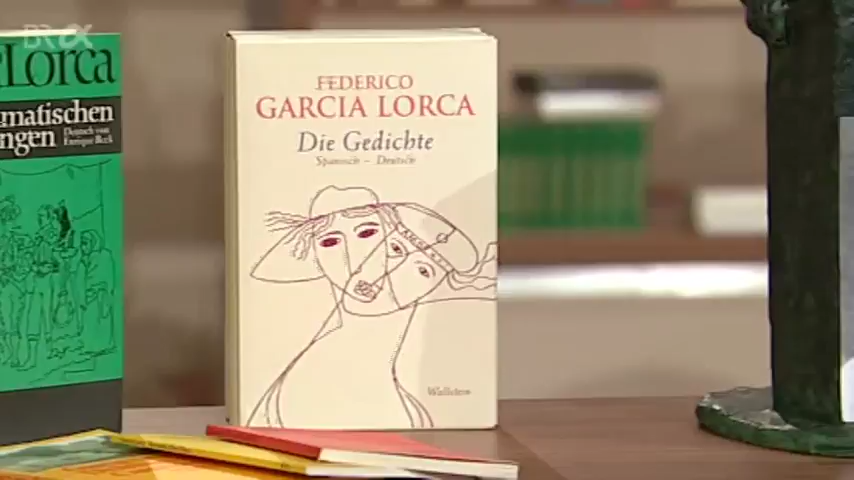 BR
Lorca
matischen
ngen
Deutsch von
Enrique Beck
FEDERICO
GARCIA LORCA
Die Gedichte
Spanisch – Deutsch
Wallstein